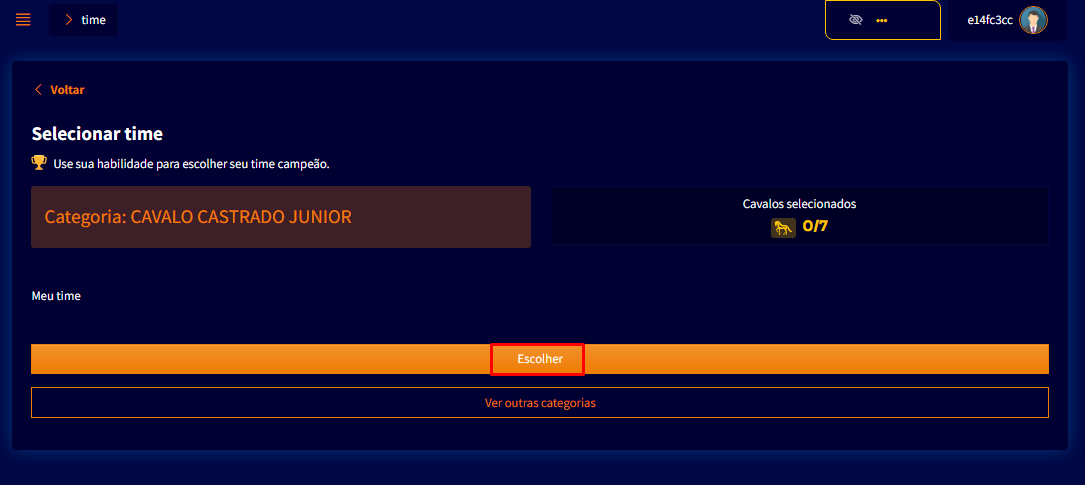 time
e14fc3cc
Voltar
Selecionar time
Use sua habilidade para escolher seu time campeão.
Categoria: CAVALO CASTRADO JUNIOR
Cavalos selecionados
0/7
Meu time
Escolher
Ver outras categorias